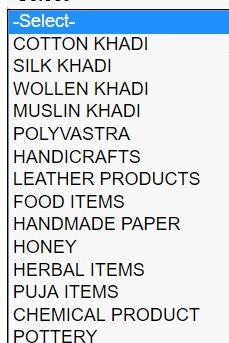 -Select-
COTTON KHADI
SILK KHADI
WOLLEN KHADI
MUSLIN KHADI
POLYVASTRA
HANDICRAFTS
LEATHER PRODUCTS
FOOD ITEMS
HANDMADE PAPER
HONEY
HERBAL ITEMS
PUJA ITEMS
CHEMICAL PRODUCT
POTTERY